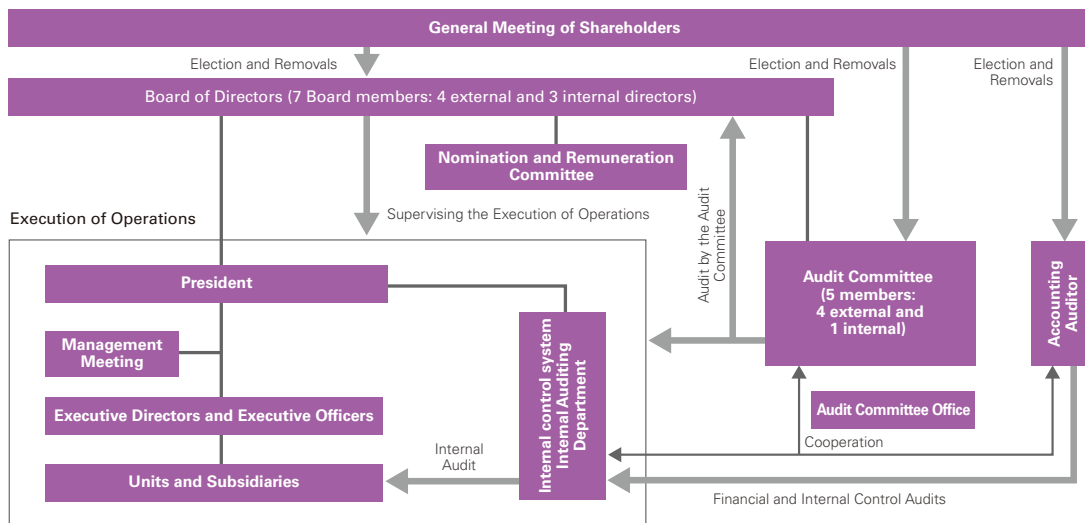 General Meeting of Shareholders
Election and Removals
Election and Removals
Election and
Removals
Board of Directors (7 Board members: 4 external and 3 internal directors)
Nomination and Remuneration
Committee
Execution of Operations
Supervising the Execution of Operations
Audit by the Audit
Committee
President
Audit Committee
(5 members:
4 external and
1 internal)
Accounting
Auditor
Management
Meeting
Internal control system
Internal Auditing
Department
Executive Directors and Executive Officers
Audit Committee Office
Cooperation
Internal
Audit
Units and Subsidiaries
Financial and Internal Control Audits